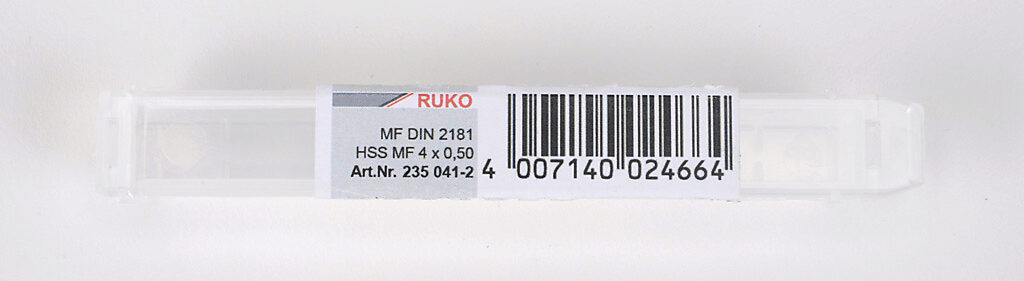 RUKO
MF DIN 2181
HSS MF 4 x 0,50
Art.Nr. 235 041-2
4 007140 024664